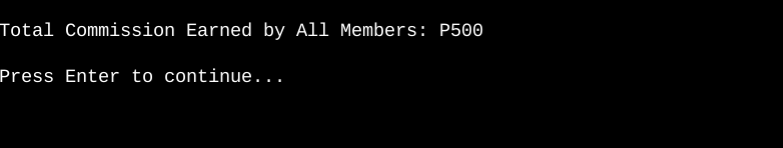 Total Commission Earned by All Members: P500
Press Enter to continue...